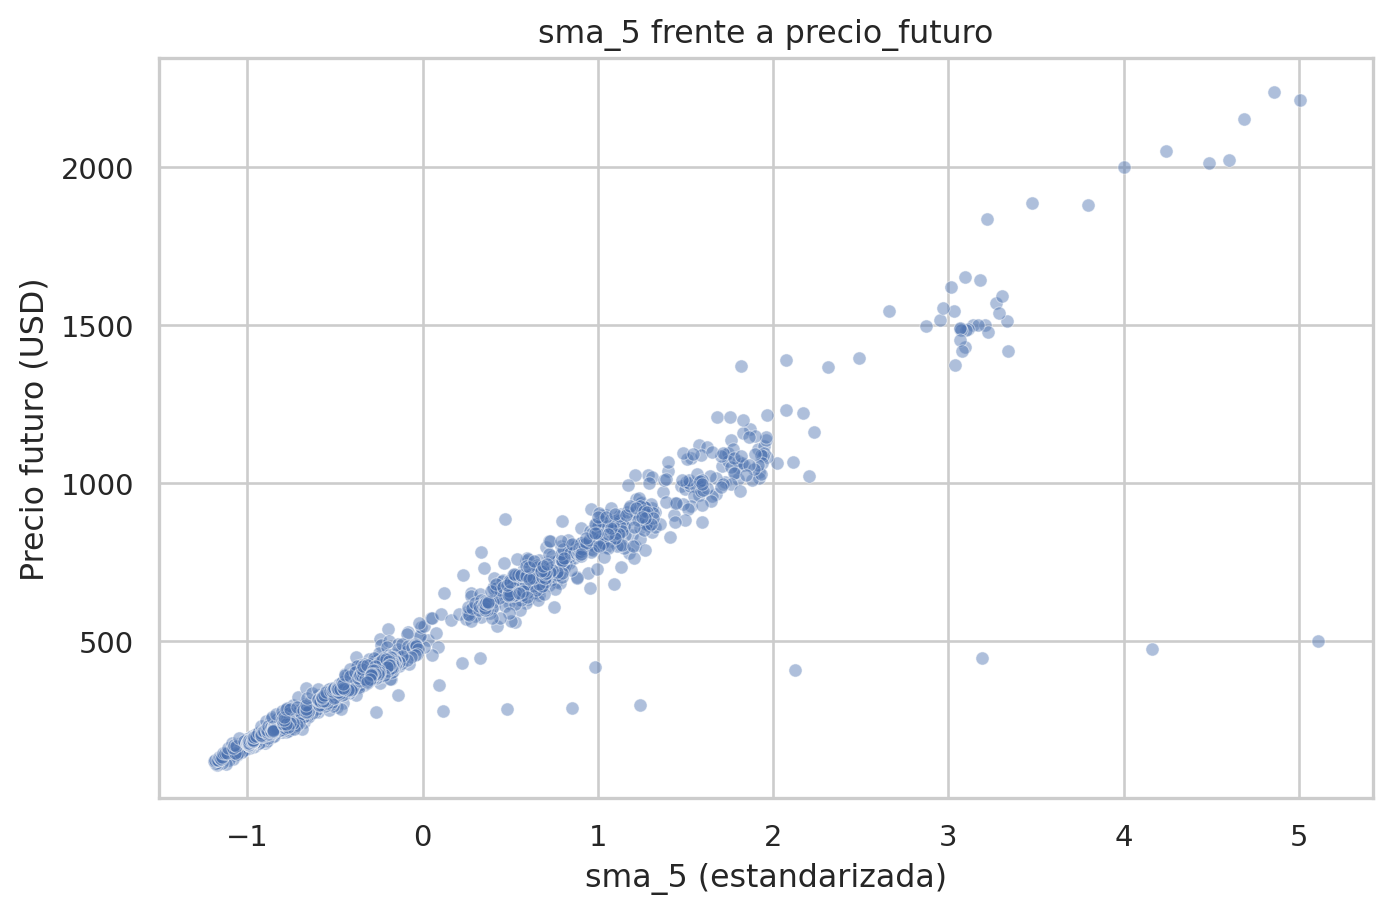 sma_5 frente a precio_futuro
Precio futuro (USD)
2000
1500
1000
500
−1 0 1 2 3 4 5
sma_5 (estandarizada)